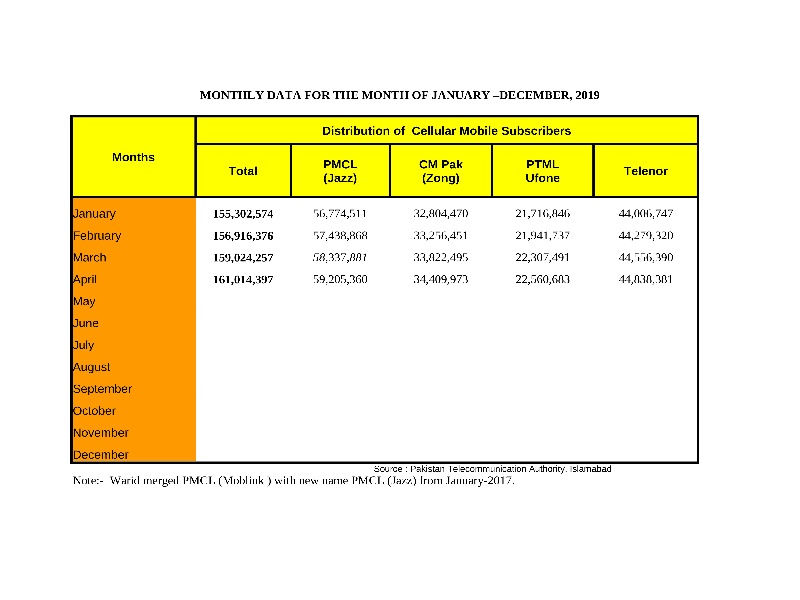 MONTHLY DATA FOR THE MONTH OF JANUARY –DECEMBER, 2019
Distribution of Cellular Mobile Subscribers
Months
Total
PMCL
(Jazz)
CM Pak
(Zong)
PTML
Ufone
Telenor
January 155,302,574 56,774,511 32,804,470 21,716,846 44,006,747
February 156,916,376 57,438,868 33,256,451 21,941,737 44,279,320
March 159,024,257 58,337,881 33,822,495 22,307,491 44,556,390
April 161,014,397 59,205,360 34,409,973 22,560,683 44,838,381
May
June
July
August
September
October
November
December
Source : Pakistan Telecommunication Authority, Islamabad
Note:- Warid merged PMCL (Moblink ) with new name PMCL (Jazz) from January-2017.